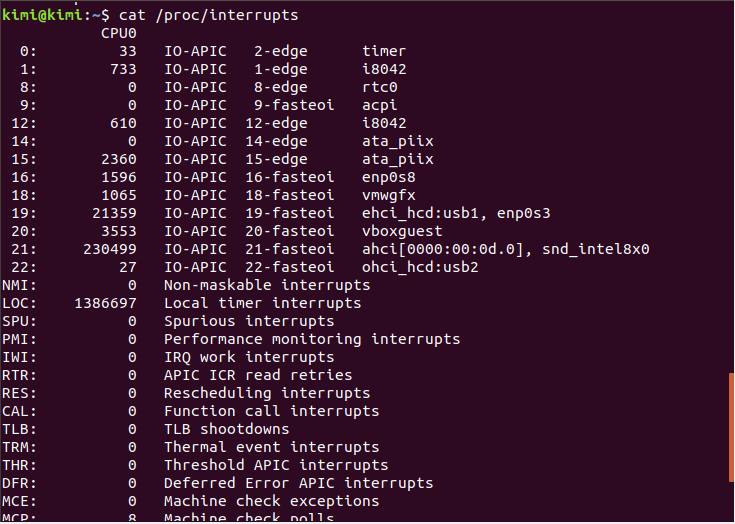 kimi@kimi:~$ cat /proc/interrupts
CPU0
0: 33 IO-APIC 2-edge timer
1: 733 IO-APIC 1-edge i8042
8: 0 IO-APIC 8-edge rtc0
9: 0 IO-APIC 9-fasteoi acpi
12: 610 IO-APIC 12-edge i8042
14: 0 IO-APIC 14-edge ata_piix
15: 2360 IO-APIC 15-edge ata_piix
16: 1596 IO-APIC 16-fasteoi enp0s8
18: 1065 IO-APIC 18-fasteoi vmwgfx
19: 21359 IO-APIC 19-fasteoi ehci_hcd:usb1, enp0s3
20: 3553 IO-APIC 20-fasteoi vboxguest
21: 230499 IO-APIC 21-fasteoi ahci[0000:00:0d.0], snd_intel8x0
22: 27 IO-APIC 22-fasteoi ohci_hcd:usb2
NMI: 0 Non-maskable interrupts
LOC: 1386697 Local timer interrupts
SPU: 0 Spurious interrupts
PMI: 0 Performance monitoring interrupts
IWI: 0 IRQ work interrupts
RTR: 0 APIC ICR read retries
RES: 0 Rescheduling interrupts
CAL: 0 Function call interrupts
TLB: 0 TLB shootdowns
TRM: 0 Thermal event interrupts
THR: 0 Threshold APIC interrupts
DFR: 0 Deferred Error APIC interrupts
MCE: 0 Machine check exceptions
MCP: 8 Machine check polls